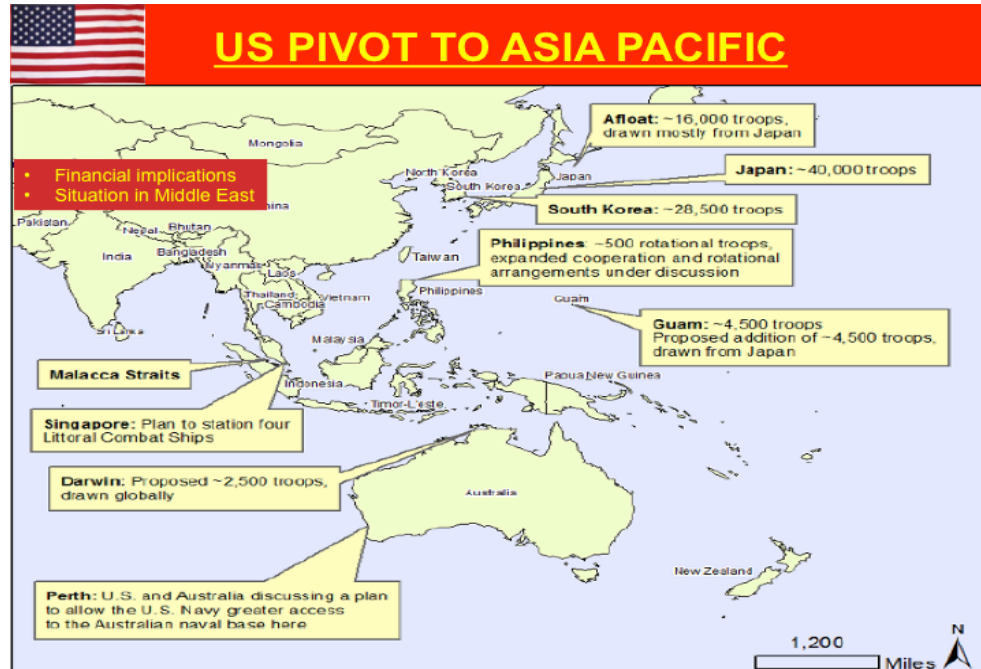 US PIVOT TO ASIA PACIFIC
Afloat: ~16,000 troops,
drawn mostly from Japan
Mongolia
• Financial implications
• Situation in Middle East
North Korea
Japan
Japan: ~40,000 troops
South Korea
South Korea: ~28,500 troops
China
Pakistan
Nepal
Bhutan
India
Bangladesh
Myanmar
Laos
Thailand
Vietnam
Cambodia
Sri Lanka
Taiwan
Philippines: ~500 rotational troops,
expanded cooperation and rotational
arrangements under discussion
Philippines
Guam
Guam: ~4,500 troops
Proposed addition of ~4,500 troops,
drawn from Japan
Malaysia
Malacca Straits
Indonesia
Papua New Guinea
Timor-L'este
Singapore: Plan to station four
Littoral Combat Ships
Darwin: Proposed ~2,500 troops,
drawn globally
Australia
New Zealand
Perth: U.S. and Australia discussing a plan
to allow the U.S. Navy greater access
to the Australian naval base here
N
1,200
Miles